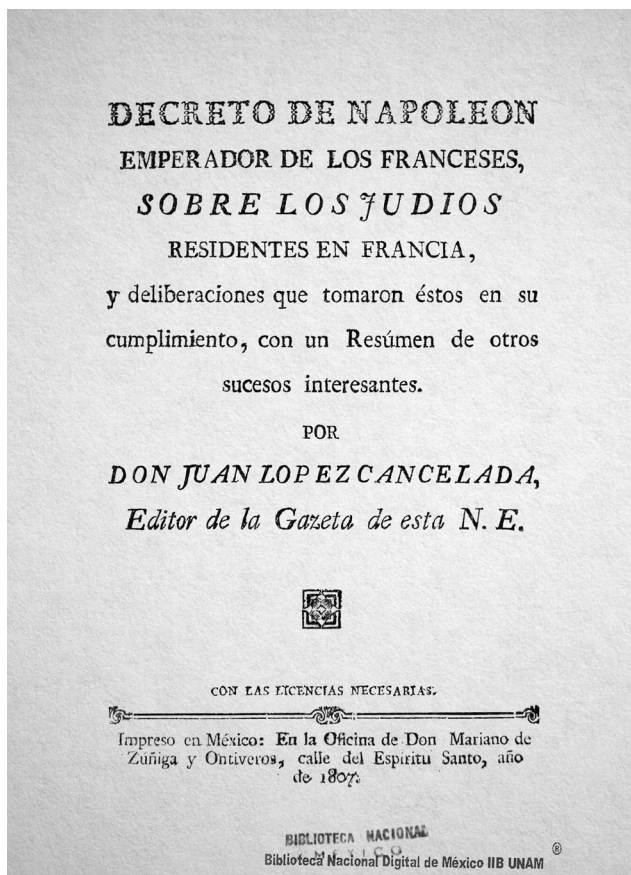 DECRETO DE NAPOLEON
EMPERADOR DE LOS FRANCESES,
SOBRE LOS JUDIOS
RESIDENTES EN FRANCIA,
y deliberaciones que tomaron éstos en su
cumplimiento, con un Resúmen de otros
sucesos interesantes.
POR
DON JUAN LOPEZ CANCELADA,
Editor de la Gazeta de esta N. E.
CON LAS LICENCIAS NECESARIAS.
Impreso en México: En la Oficina de Don Mariano de
Zúñiga y Ontiveros, calle del Espíritu Santo, año
de 1807.
BIBLIOTECA NACIONAL
MEXICO
Biblioteca Nacional Digital de México IIB UNAM ®